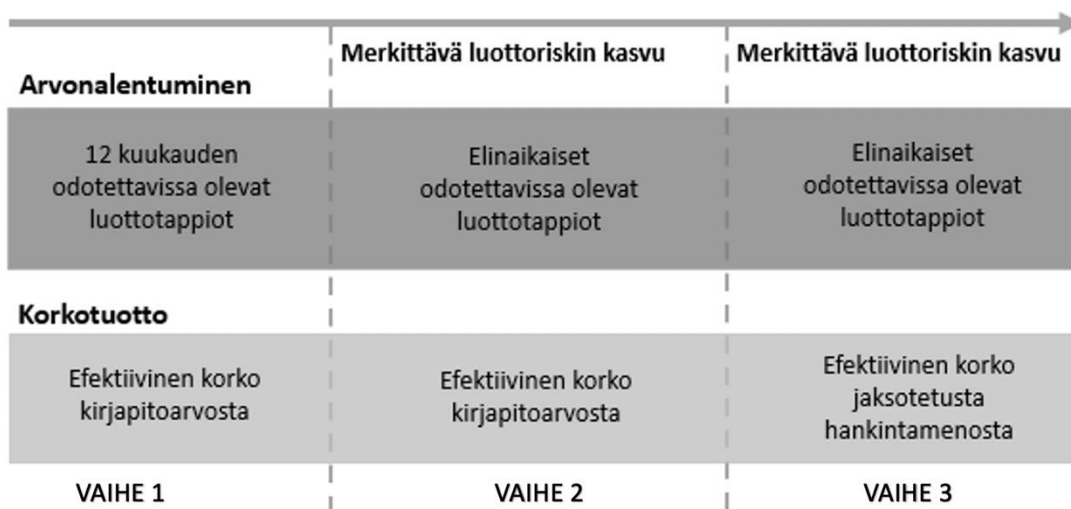 Merkittävä luottoriskin kasvu
Merkittävä luottoriskin kasvu
Arvonalentuminen
12 kuukauden
odotettavissa olevat
luottotappiot
Elinaikaiset
odotettavissa olevat
luottotappiot
Elinaikaiset
odotettavissa olevat
luottotappiot
Korkotuotto
Efektiivinen korko
kirjapitoarvosta
Efektiivinen korko
kirjapitoarvosta
Efektiivinen korko
jaksotetusta
hankintamenosta
VAIHE 1
VAIHE 2
VAIHE 3